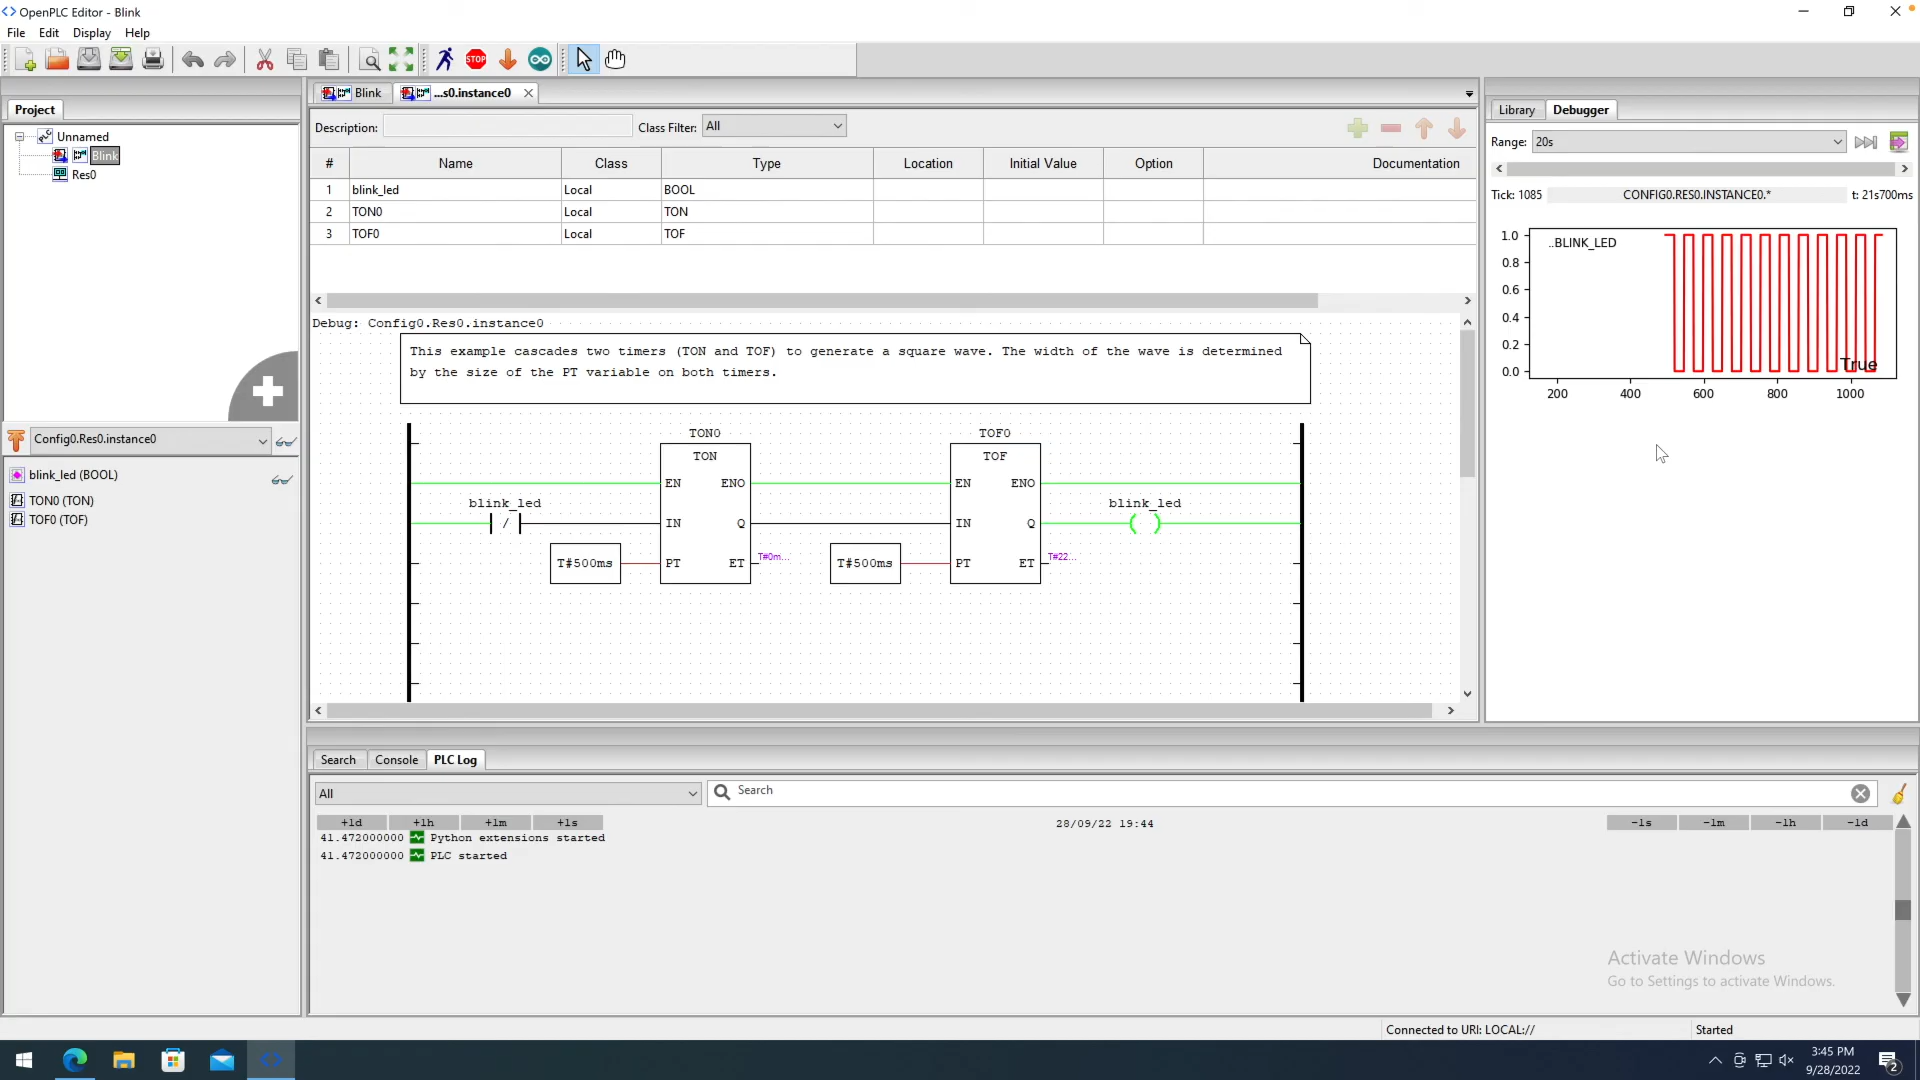 OpenPLC Editor - Blink
File Edit Display Help
STOP
Project
Unnamed
Blink
Res0
Config0.Res0.instance0
blink_led (BOOL)
TON0 (TON)
TOF0 (TOF)
Blink ...s0.instance0
Description: Class Filter: All
# Name Class Type Location Initial Value Option Documentation
1 blink_led Local BOOL
2 TON0 Local TON
3 TOF0 Local TOF
Debug: Config0.Res0.instance0
This example cascades two timers (TON and TOF) to generate a square wave. The width of the wave is determined
by the size of the PT variable on both timers.
TON0 TOF0
TON TOF
EN ENO EN ENO
blink_led blink_led
/ IN Q IN Q
T#0m... T#22...
T#500ms PT ET T#500ms PT ET
Library Debugger
Range: 20s
Tick: 1085 CONFIG0.RES0.INSTANCE0.* t: 21s700ms
1.0 ..BLINK_LED
0.8
0.6
0.4
0.2
0.0 True
200 400 600 800 1000
Search Console PLC Log
All Search
+1d +1h +1m +1s 28/09/22 19:44 -1s -1m -1h -1d
41.472000000 Python extensions started
41.472000000 PLC started
Activate Windows
Go to Settings to activate Windows.
Connected to URI: LOCAL:// Started
3:45 PM
9/28/2022
2